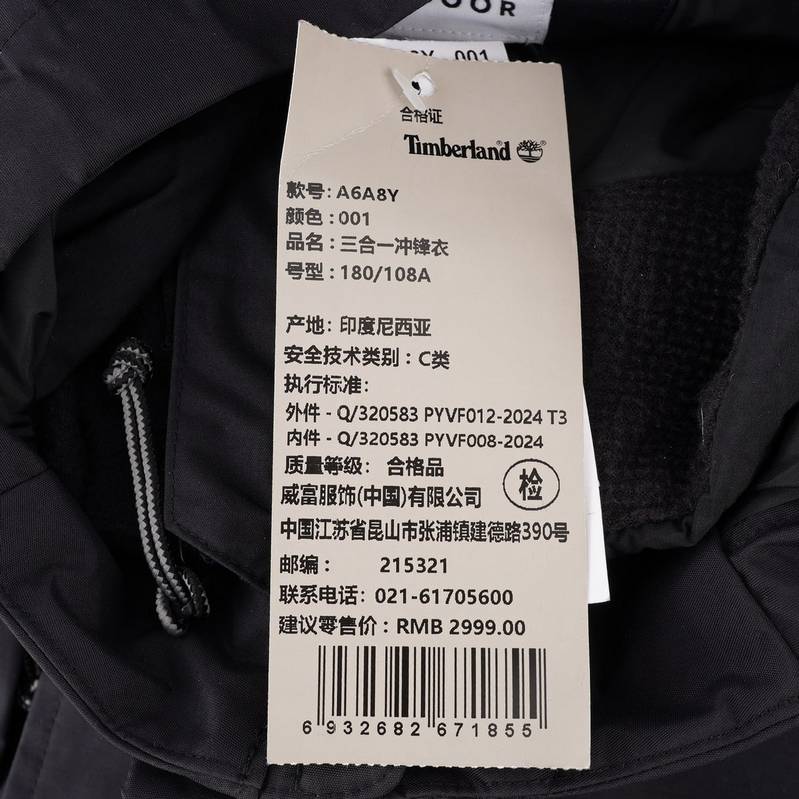 OOR
001
合格证
Timberland
款号: A6A8Y
颜色: 001
品名: 三合一冲锋衣
号型: 180/108A
产地: 印度尼西亚
安全技术类别: C类
执行标准:
外件 - Q/320583 PYVF012-2024 T3
内件 - Q/320583 PYVF008-2024
质量等级: 合格品
检
威富服饰(中国)有限公司
中国江苏省昆山市张浦镇建德路390号
邮编: 215321
联系电话: 021-61705600
建议零售价: RMB 2999.00
6 932682 671855